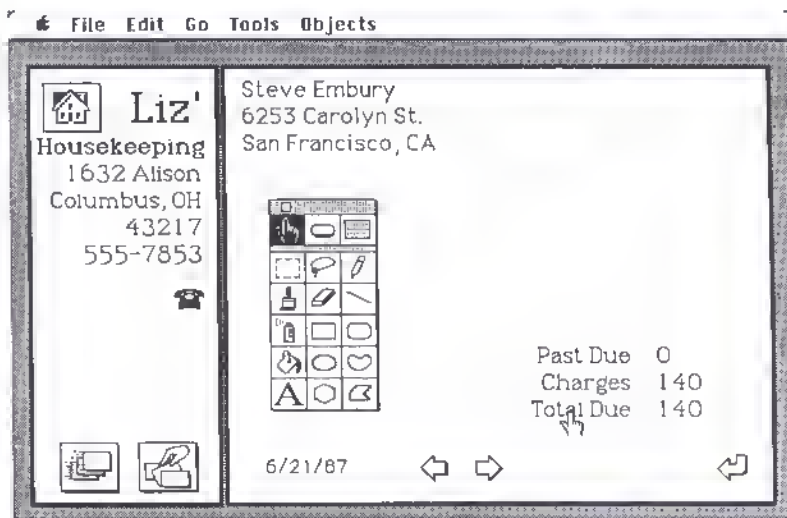 File Edit Go Tools Objects
Liz'
Housekeeping
1632 Alison
Columbus, OH
43217
555-7853
Steve Embury
6253 Carolyn St.
San Francisco, CA
A
Past Due 0
Charges 140
Total Due 140
6/21/87